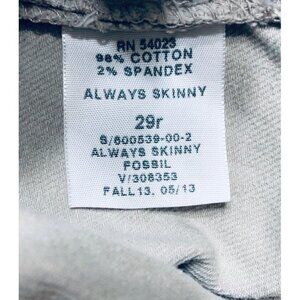 RN 54023
98% COTTON
2% SPANDEX
ALWAYS SKINNY
29r
S/600539-00-2
ALWAYS SKINNY
FOSSIL
V/308353
FALL13. 05/13